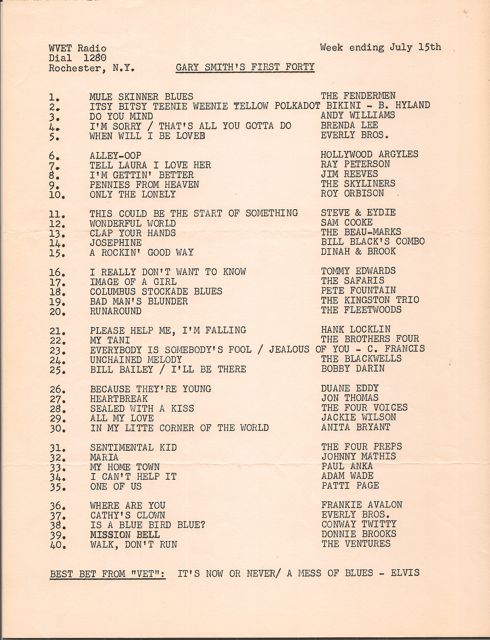 WVET Radio
Week ending July 15th
Dial 1280
Rochester, N.Y. GARY SMITH'S FIRST FORTY
1. MULE SKINNER BLUES THE FENDERMEN
2. ITSY BITSY TEENIE WEENIE YELLOW POLKADOT BIKINI - B. HYLAND
3. DO YOU MIND ANDY WILLIAMS
4. I'M SORRY / THAT'S ALL YOU GOTTA DO BRENDA LEE
5. WHEN WILL I BE LOVED EVERLY BROS.
6. ALLEY-OOP HOLLYWOOD ARGYLES
7. TELL LAURA I LOVE HER RAY PETERSON
8. I'M GETTIN' BETTER JIM REEVES
9. PENNIES FROM HEAVEN THE SKYLINERS
10. ONLY THE LONELY ROY ORBISON
11. THIS COULD BE THE START OF SOMETHING STEVE & EYDIE
12. WONDERFUL WORLD SAM COOKE
13. CLAP YOUR HANDS THE BEAU-MARKS
14. JOSEPHINE BILL BLACK'S COMBO
15. A ROCKIN' GOOD WAY DINAH & BROOK
16. I REALLY DON'T WANT TO KNOW TOMMY EDWARDS
17. IMAGE OF A GIRL THE SAFARIS
18. COLUMBUS STOCKADE BLUES PETE FOUNTAIN
19. BAD MAN'S BLUNDER THE KINGSTON TRIO
20. RUNAROUND THE FLEETWOODS
21. PLEASE HELP ME, I'M FALLING HANK LOCKLIN
22. MY TANI THE BROTHERS FOUR
23. EVERYBODY IS SOMEBODY'S FOOL / JEALOUS OF YOU - C. FRANCIS
24. UNCHAINED MELODY THE BLACKWELLS
25. BILL BAILEY / I'LL BE THERE BOBBY DARIN
26. BECAUSE THEY'RE YOUNG DUANE EDDY
27. HEARTBREAK JON THOMAS
28. SEALED WITH A KISS THE FOUR VOICES
29. ALL MY LOVE JACKIE WILSON
30. IN MY LITTE CORNER OF THE WORLD ANITA BRYANT
31. SENTIMENTAL KID THE FOUR PREPS
32. MARIA JOHNNY MATHIS
33. MY HOME TOWN PAUL ANKA
34. I CAN'T HELP IT ADAM WADE
35. ONE OF US PATTI PAGE
36. WHERE ARE YOU FRANKIE AVALON
37. CATHY'S CLOWN EVERLY BROS.
38. IS A BLUE BIRD BLUE? CONWAY TWITTY
39. MISSION BELL DONNIE BROOKS
40. WALK, DON'T RUN THE VENTURES
BEST BET FROM "VET": IT'S NOW OR NEVER/ A MESS OF BLUES - ELVIS